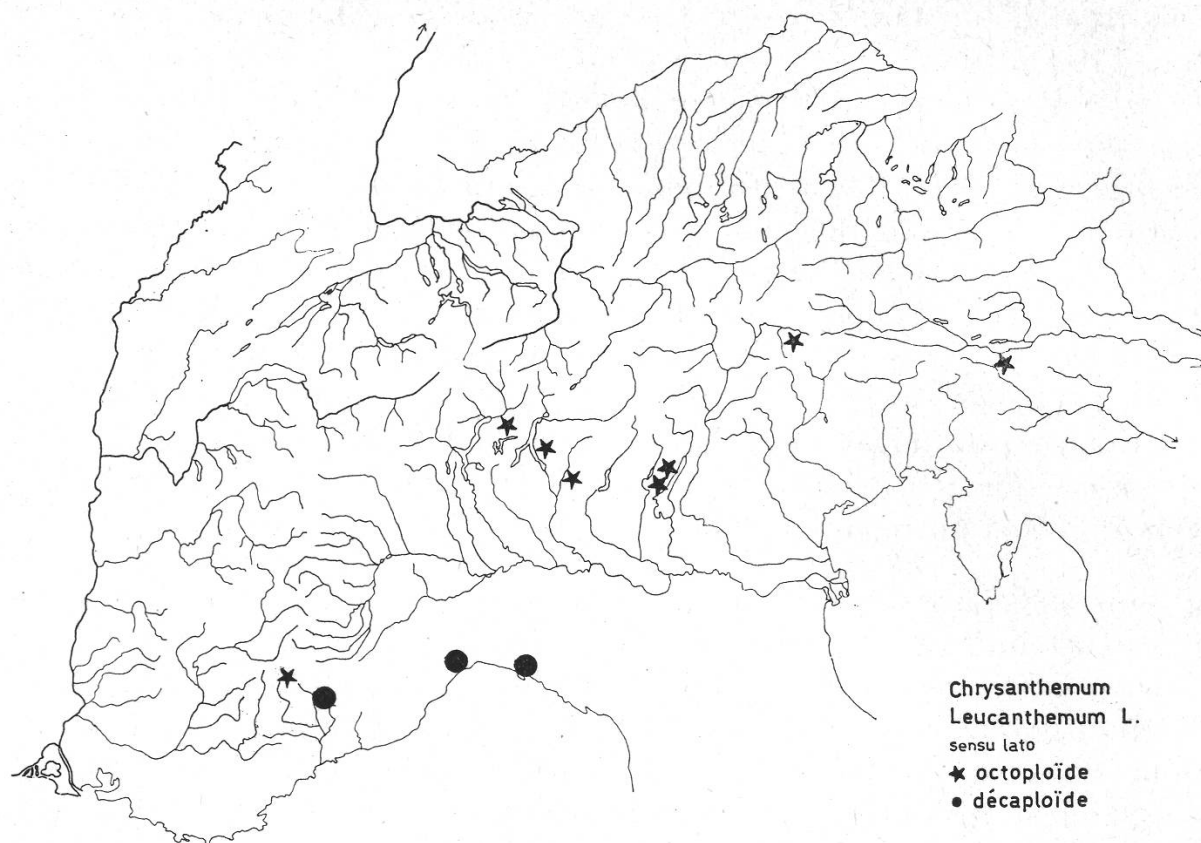 Chrysanthemum
Leucanthemum L.
sensu lato
★ octoploïde
● décaploïde